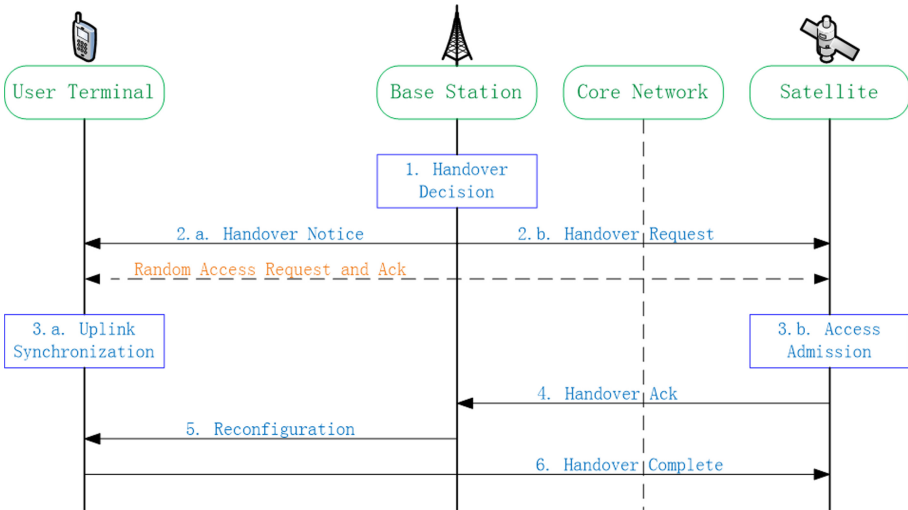 User Terminal
Base Station
Core Network
Satellite
1. Handover
Decision
2.a. Handover Notice
2.b. Handover Request
Random Access Request and Ack
3.a. Uplink
Synchronization
3.b. Access
Admission
4. Handover Ack
5. Reconfiguration
6. Handover Complete